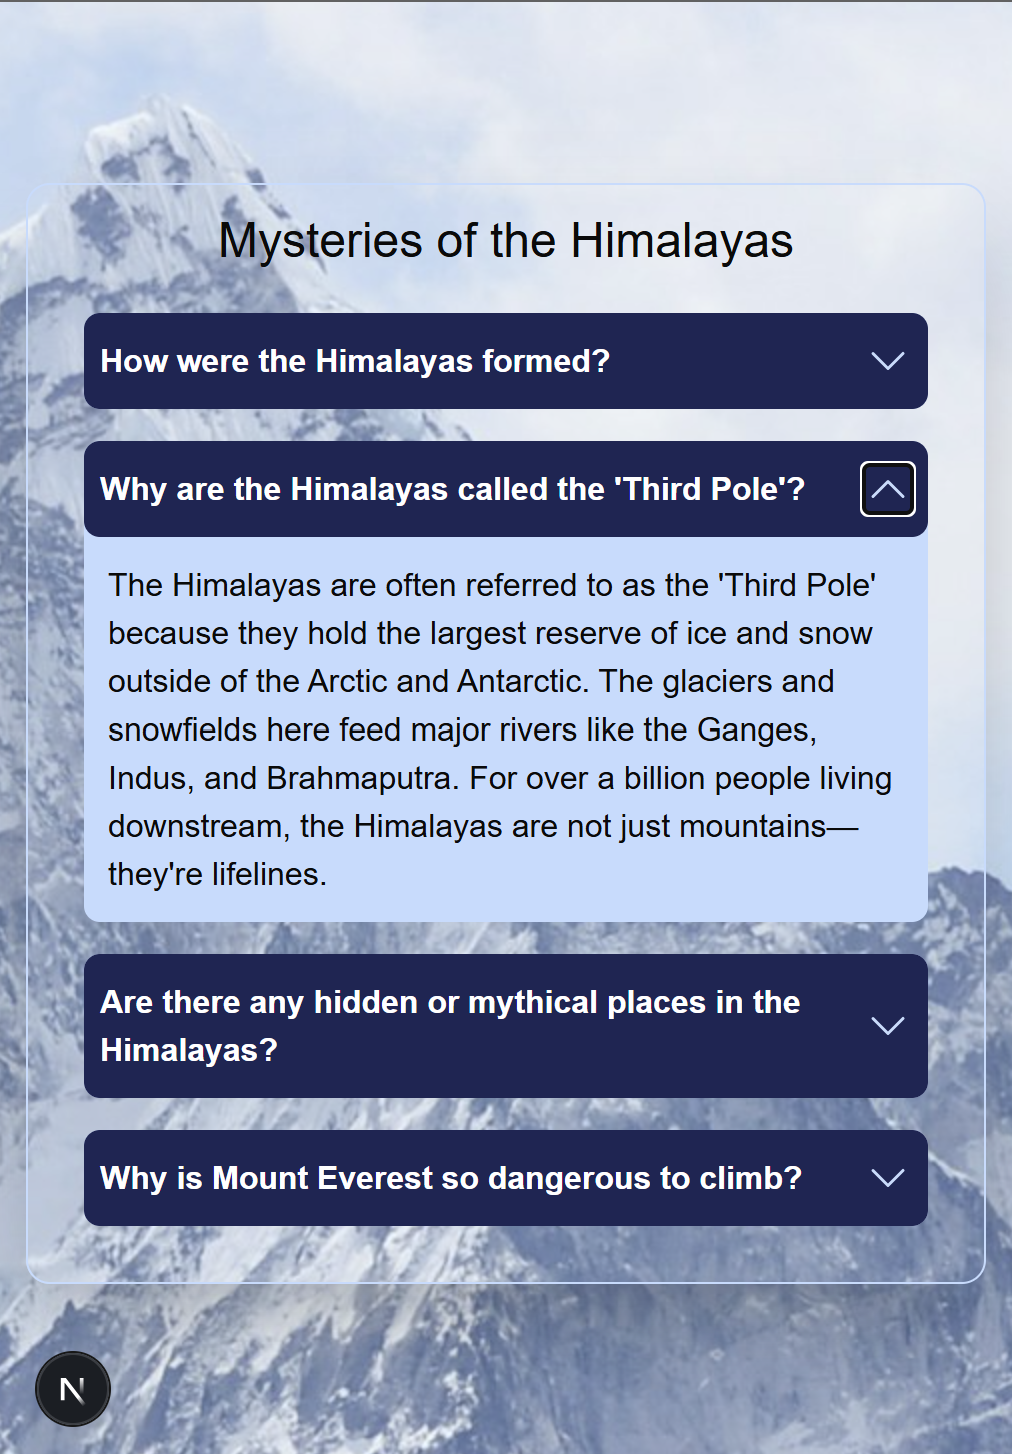 Mysteries of the Himalayas
How were the Himalayas formed?
Why are the Himalayas called the 'Third Pole'?
The Himalayas are often referred to as the 'Third Pole'
because they hold the largest reserve of ice and snow
outside of the Arctic and Antarctic. The glaciers and
snowfields here feed major rivers like the Ganges,
Indus, and Brahmaputra. For over a billion people living
downstream, the Himalayas are not just mountains—
they're lifelines.
Are there any hidden or mythical places in the
Himalayas?
Why is Mount Everest so dangerous to climb?
N